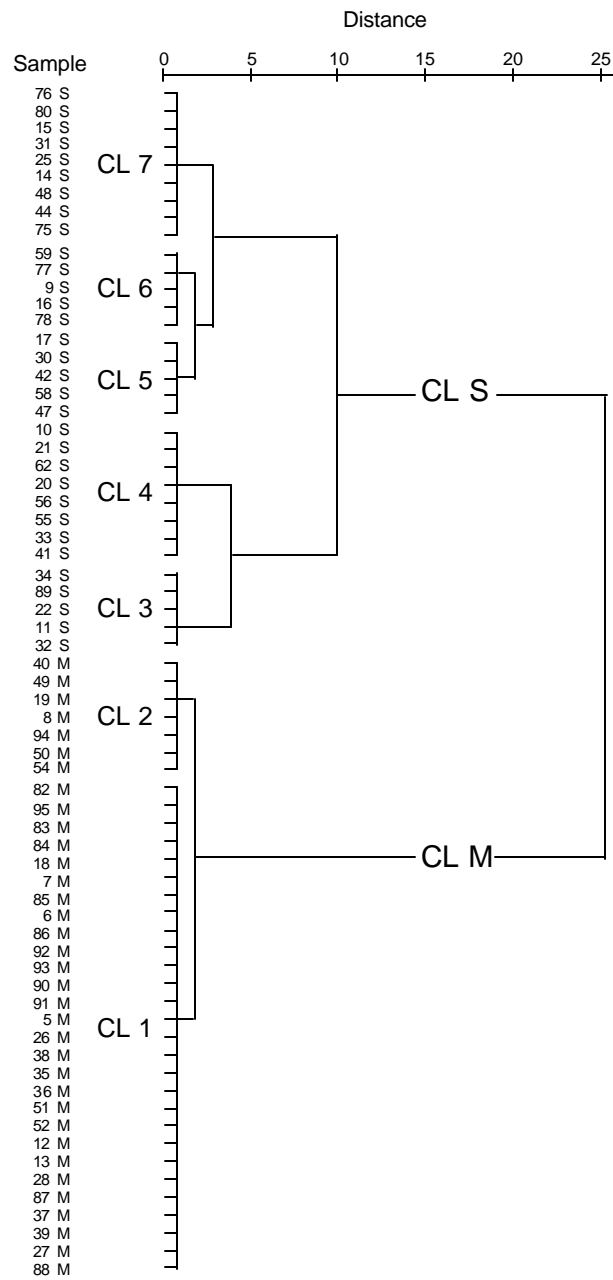 Distance
Sample
0 5 10 15 20 25
76 S
80 S
15 S
31 S
25 S
CL 7
14 S
48 S
44 S
75 S
59 S
77 S
9 S
CL 6
16 S
78 S
17 S
30 S
42 S
CL 5
58 S
47 S
CL S
10 S
21 S
62 S
20 S
CL 4
56 S
55 S
33 S
41 S
34 S
89 S
22 S
CL 3
11 S
32 S
40 M
49 M
19 M
8 M
CL 2
94 M
50 M
54 M
82 M
95 M
83 M
84 M
CL M
18 M
7 M
85 M
6 M
86 M
92 M
93 M
90 M
91 M
5 M
CL 1
26 M
38 M
35 M
36 M
51 M
52 M
12 M
13 M
28 M
87 M
37 M
39 M
27 M
88 M